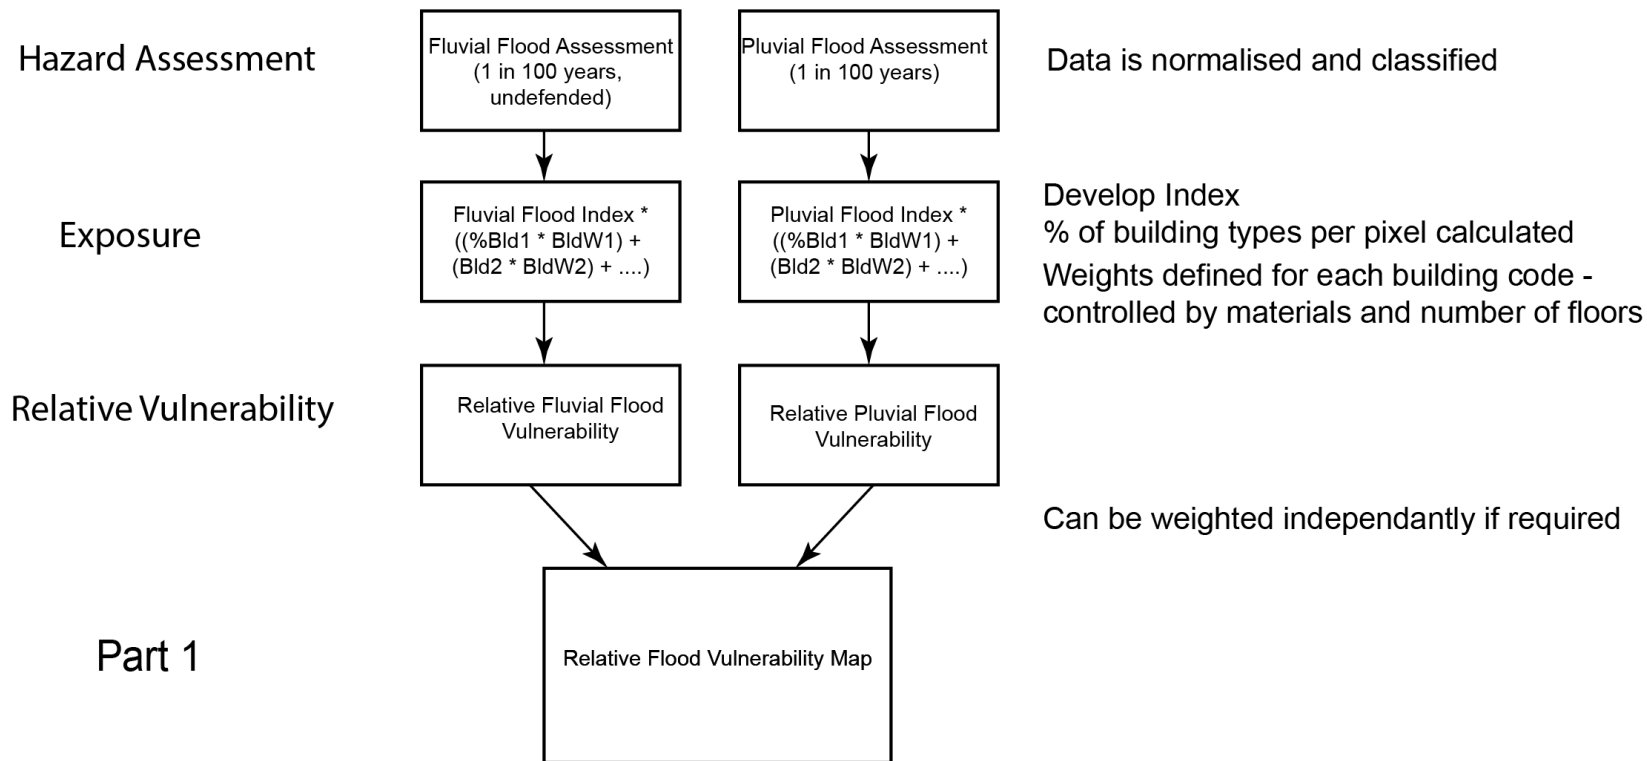 Hazard Assessment
Fluvial Flood Assessment
(1 in 100 years,
undefended)
Pluvial Flood Assessment
(1 in 100 years)
Data is normalised and classified
Exposure
Fluvial Flood Index *
((%Bld1 * BldW1) +
(Bld2 * BldW2) + ....)
Pluvial Flood Index *
((%Bld1 * BldW1) +
(Bld2 * BldW2) + ....)
Develop Index
% of building types per pixel calculated
Weights defined for each building code -
controlled by materials and number of floors
Relative Vulnerability
Relative Fluvial Flood
Vulnerability
Relative Pluvial Flood
Vulnerability
Can be weighted independantly if required
Part 1
Relative Flood Vulnerability Map